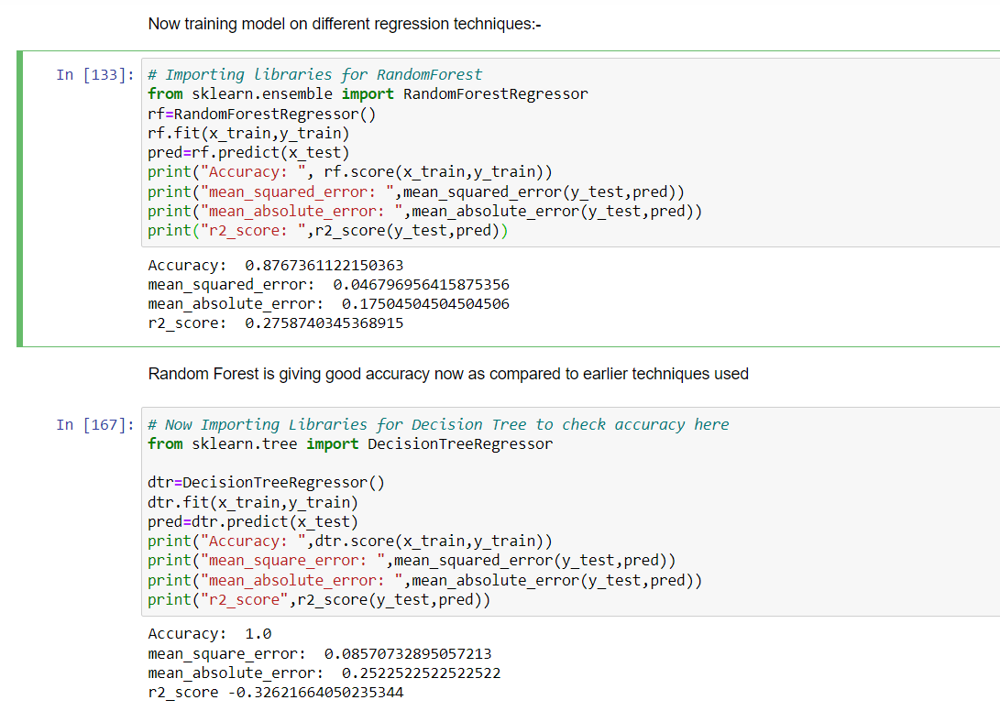 Now training model on different regression techniques:-
In [133]: # Importing libraries for RandomForest
from sklearn.ensemble import RandomForestRegressor
rf=RandomForestRegressor()
rf.fit(x_train,y_train)
pred=rf.predict(x_test)
print("Accuracy: ", rf.score(x_train,y_train))
print("mean_squared_error: ",mean_squared_error(y_test,pred))
print("mean_absolute_error: ",mean_absolute_error(y_test,pred))
print("r2_score: ",r2_score(y_test,pred))
Accuracy:  0.8767361122150363
mean_squared_error:  0.046796956415875356
mean_absolute_error:  0.17504504504504506
r2_score:  0.2758740345368915
Random Forest is giving good accuracy now as compared to earlier techniques used
In [167]: # Now Importing Libraries for Decision Tree to check accuracy here
from sklearn.tree import DecisionTreeRegressor
dtr=DecisionTreeRegressor()
dtr.fit(x_train,y_train)
pred=dtr.predict(x_test)
print("Accuracy: ",dtr.score(x_train,y_train))
print("mean_square_error: ",mean_squared_error(y_test,pred))
print("mean_absolute_error: ",mean_absolute_error(y_test,pred))
print("r2_score",r2_score(y_test,pred))
Accuracy:  1.0
mean_square_error:  0.08570732895057213
mean_absolute_error:  0.2522522522522522
r2_score -0.32621664050235344